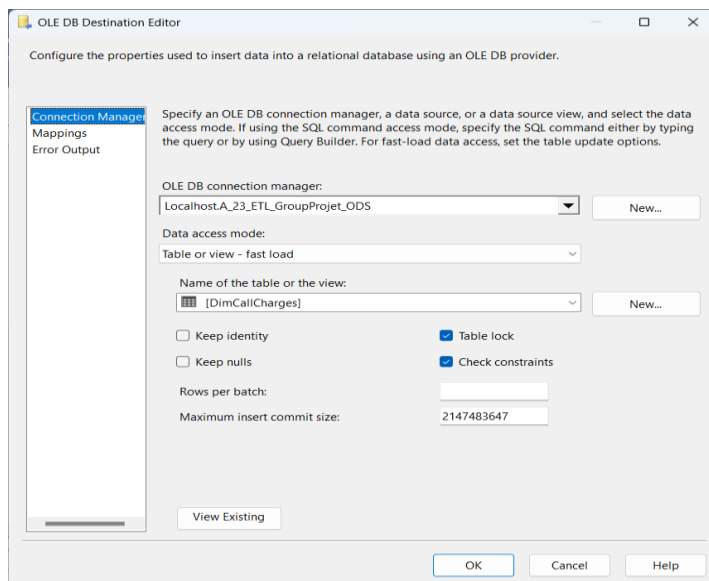 OLE DB Destination Editor
Configure the properties used to insert data into a relational database using an OLE DB provider.
Connection Manager
Mappings
Error Output
Specify an OLE DB connection manager, a data source, or a data source view, and select the data
access mode. If using the SQL command access mode, specify the SQL command either by typing
the query or by using Query Builder. For fast-load data access, set the table update options.
OLE DB connection manager:
Localhost.A_23_ETL_GroupProjet_ODS
New...
Data access mode:
Table or view - fast load
Name of the table or the view:
[DimCallCharges]
New...
Keep identity
Table lock
Keep nulls
Check constraints
Rows per batch:
Maximum insert commit size:
2147483647
View Existing
OK
Cancel
Help